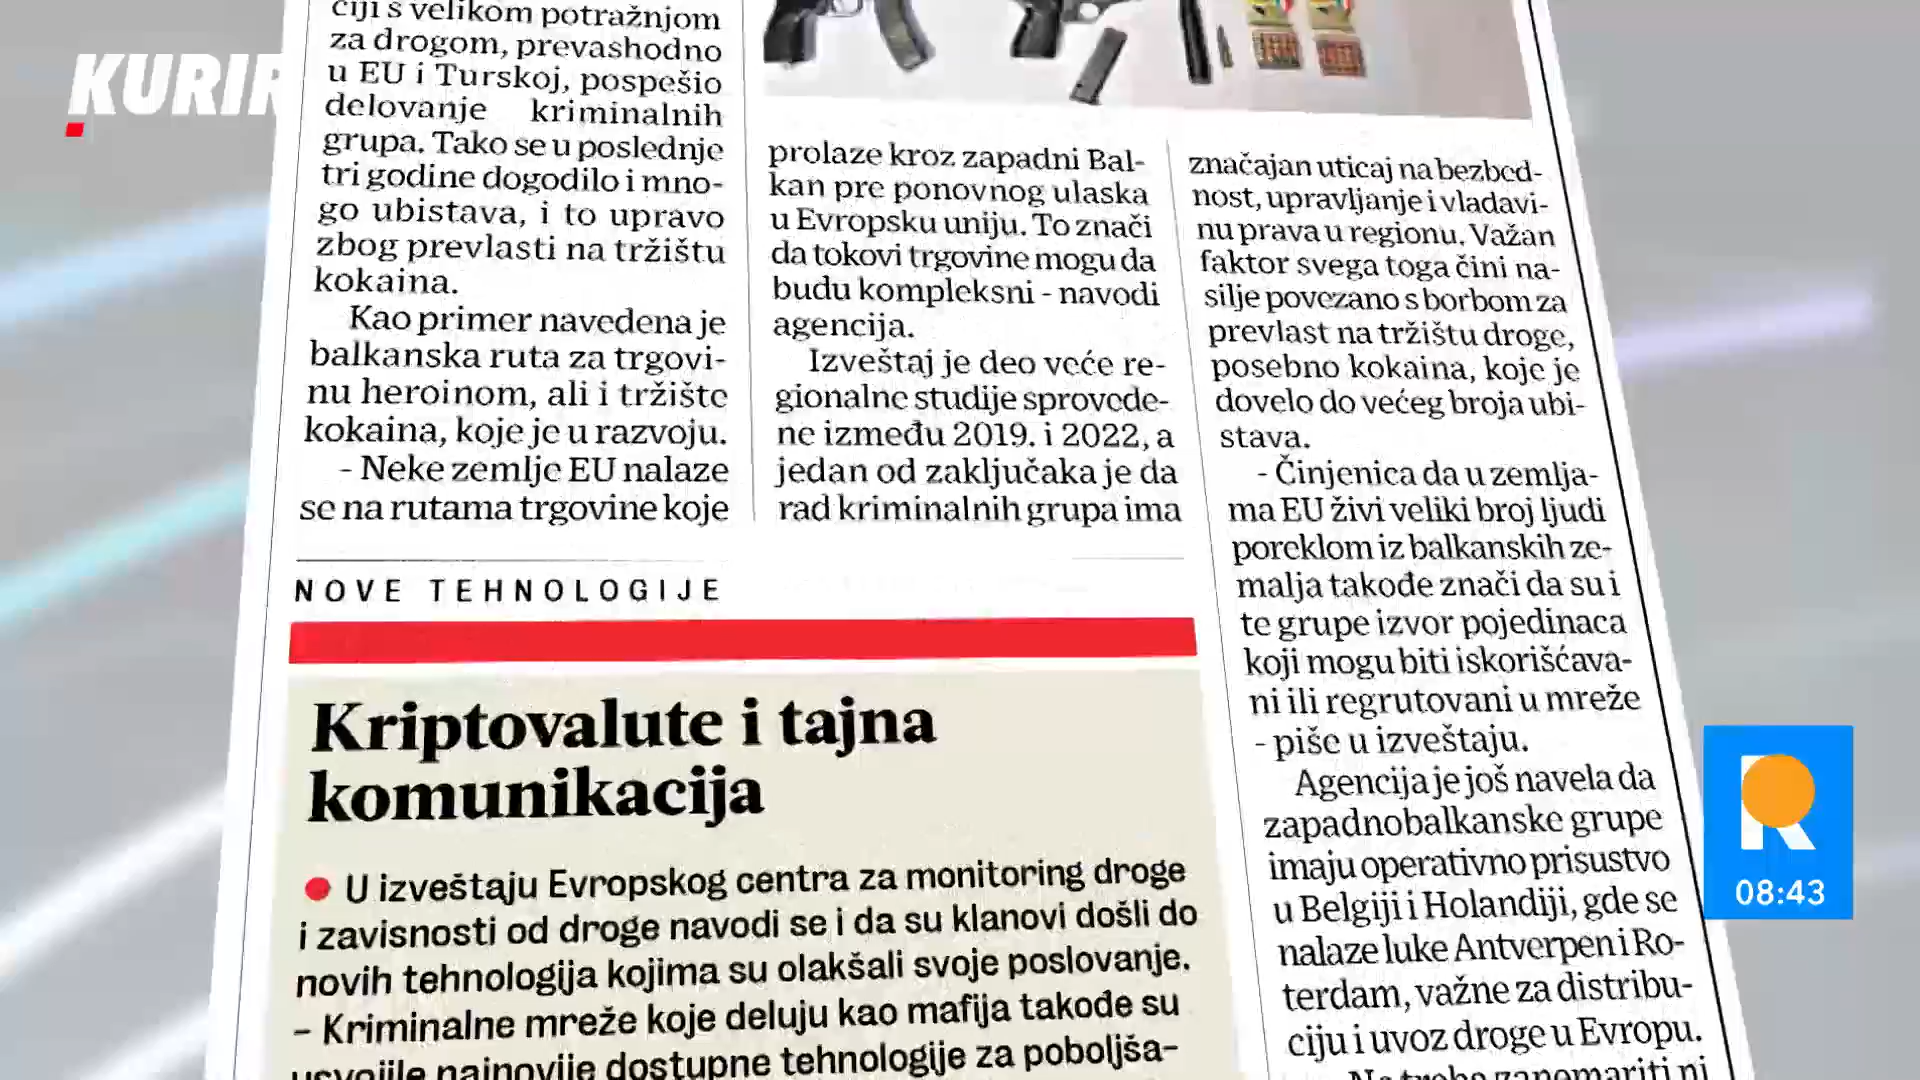 KURIR
ciji s velikom potražnjom
za drogom, prevashodno
u EU i Turskoj, pospešio
delovanje kriminalnih
grupa. Tako se u poslednje
tri godine dogodilo i mno-
go ubistava, i to upravo
zbog prevlasti na tržištu
kokaina.
Kao primer navedena je
balkanska ruta za trgovi-
nu heroinom, ali i tržište
kokaina, koje je u razvoju.
- Neke zemlje EU nalaze
se na rutama trgovine koje
prolaze kroz zapadni Bal-
kan pre ponovnog ulaska
u Evropsku uniju. To znači
da tokovi trgovine mogu da
budu kompleksni - navodi
agencija.
Izveštaj je deo veće re-
gionalne studije sprovede-
ne između 2019. i 2022, a
jedan od zaključaka je da
rad kriminalnih grupa ima
značajan uticaj na bezbed-
nost, upravljanje i vladavi-
nu prava u regionu. Važan
faktor svega toga čini na-
silje povezano s borbom za
prevlast na tržištu droge,
posebno kokaina, koje je
dovelo do većeg broja ubi-
stava.
- Činjenica da u zemlja-
ma EU živi veliki broj ljudi
poreklom iz balkanskih ze-
malja takođe znači da su i
te grupe izvor pojedinaca
koji mogu biti iskorišćava-
ni ili regrutovani u mreže
- piše u izveštaju.
Agencija je još navela da
zapadnobalkanske grupe
imaju operativno prisustvo
u Belgiji i Holandiji, gde se
nalaze luke Antverpen i Ro-
terdam, važne za distribu-
ciju i uvoz droge u Evropu.
Ne treba zanemariti ni
NOVE TEHNOLOGIJE
Kriptovalute i tajna
komunikacija
● U izveštaju Evropskog centra za monitoring droge
i zavisnosti od droge navodi se i da su klanovi došli do
novih tehnologija kojima su olakšali svoje poslovanje.
– Kriminalne mreže koje deluju kao mafija takođe su
usvojile najnovije dostupne tehnologije za poboljša-
R
08:43